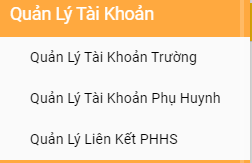 Quản Lý Tài Khoản
Quản Lý Tài Khoản Trường
Quản Lý Tài Khoản Phụ Huynh
Quản Lý Liên Kết PHHS